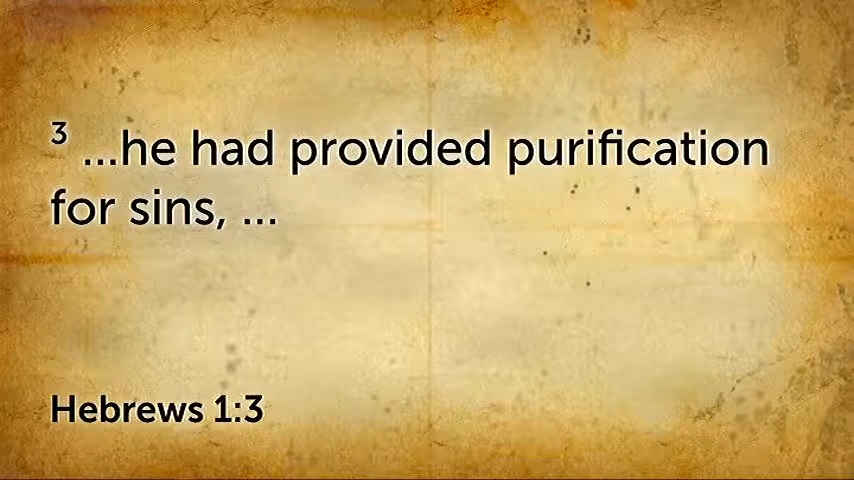 3 ...he had provided purification
for sins, ...
Hebrews 1:3